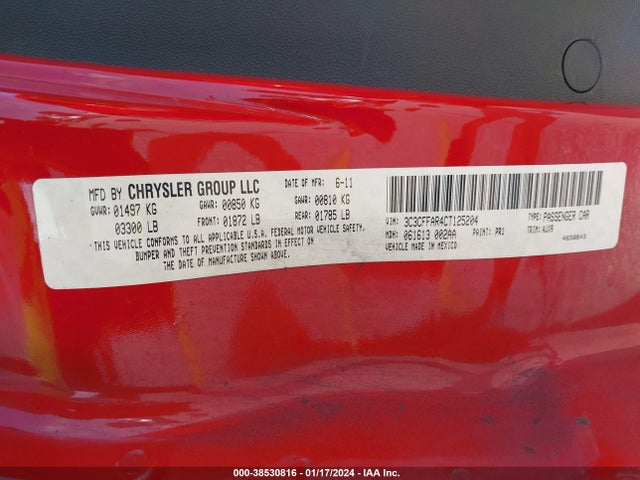 MFD BY CHRYSLER GROUP LLC DATE OF MFR 6-11
GVWR: 01497 KG GAWR: 00850 KG GAWR: 00810 KG
03300 LB FRONT: 01872 LB REAR: 01785 LB
THIS VEHICLE CONFORMS TO ALL APPLICABLE U.S.A. FEDERAL MOTOR VEHICLE SAFETY,
BUMPER AND THEFT PREVENTION STANDARDS IN EFFECT ON
THE DATE OF MANUFACTURE SHOWN ABOVE.
VIN: 3C3CFFAR4CT125204 TYPE: PASSENGER CAR
MDH: 061613 002AA PAINT: PR1 TRIM: AJX9
VEHICLE MADE IN MEXICO 4658843
000-38530816 - 01/17/2024 - IAA Inc.